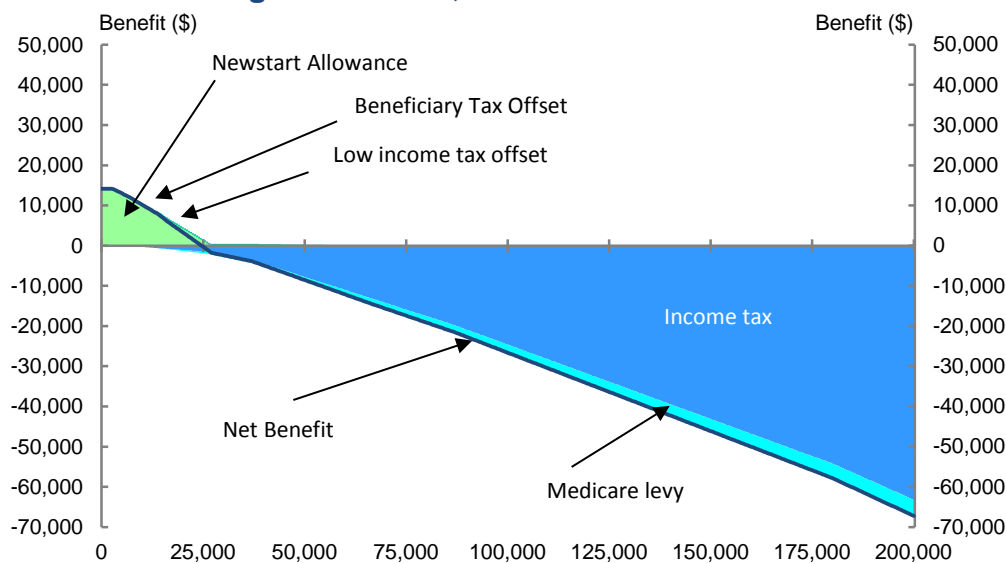 Benefit ($)
Benefit ($)
50,000
50,000
Newstart Allowance
40,000
40,000
Beneficiary Tax Offset
30,000
30,000
Low income tax offset
20,000
20,000
10,000
10,000
0
0
-10,000
-10,000
Income tax
-20,000
-20,000
-30,000
-30,000
-40,000
-40,000
Net Benefit
-50,000
-50,000
Medicare levy
-60,000
-60,000
-70,000
-70,000
0 25,000 50,000 75,000 100,000 125,000 150,000 175,000 200,000